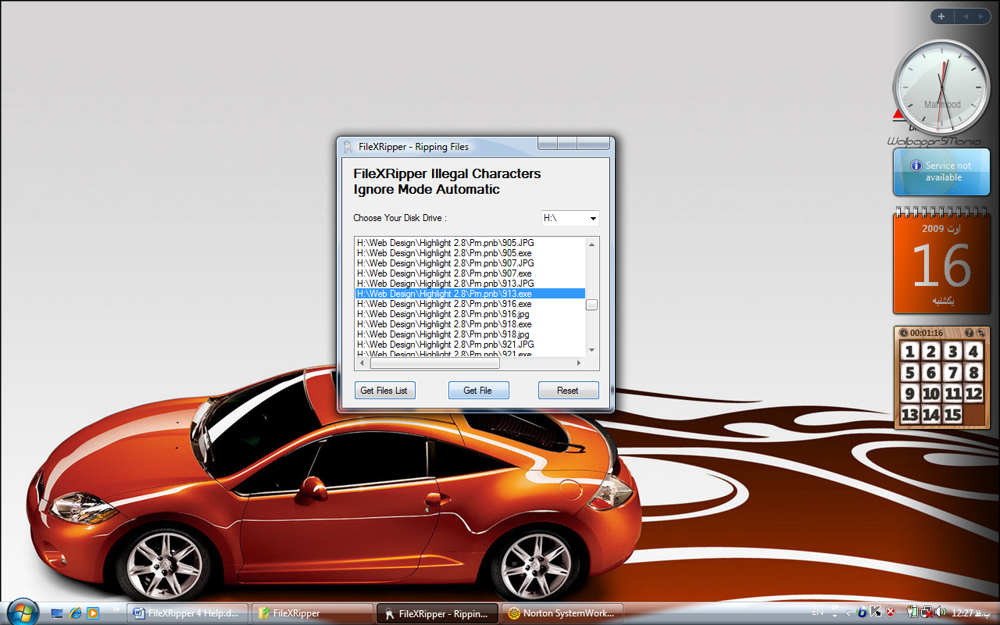 Mahmood
WallpaperSMania
FileXRipper - Ripping Files
FileXRipper Illegal Characters
Ignore Mode Automatic
Choose Your Disk Drive :
H:\
H:\Web Design\Highlight 2.8\Pm.pnb\905.JPG
H:\Web Design\Highlight 2.8\Pm.pnb\905.exe
H:\Web Design\Highlight 2.8\Pm.pnb\907.JPG
H:\Web Design\Highlight 2.8\Pm.pnb\907.exe
H:\Web Design\Highlight 2.8\Pm.pnb\913.JPG
H:\Web Design\Highlight 2.8\Pm.pnb\913.exe
H:\Web Design\Highlight 2.8\Pm.pnb\916.exe
H:\Web Design\Highlight 2.8\Pm.pnb\916.jpg
H:\Web Design\Highlight 2.8\Pm.pnb\918.exe
H:\Web Design\Highlight 2.8\Pm.pnb\918.jpg
H:\Web Design\Highlight 2.8\Pm.pnb\921.JPG
H:\Web Design\Highlight 2.8\Pm.pnb\921.exe
Get Files List
Get File
Reset
Service not
available
اوت 2009
16
یکشنبه
00:01:16
1 2 3 4
5 6 7 8
9 10 11 12
13 14 15
FileXRipper 4 Help.d...
FileXRipper
FileXRipper - Rippin...
Norton SystemWork...
EN
12:27 ب.ظ